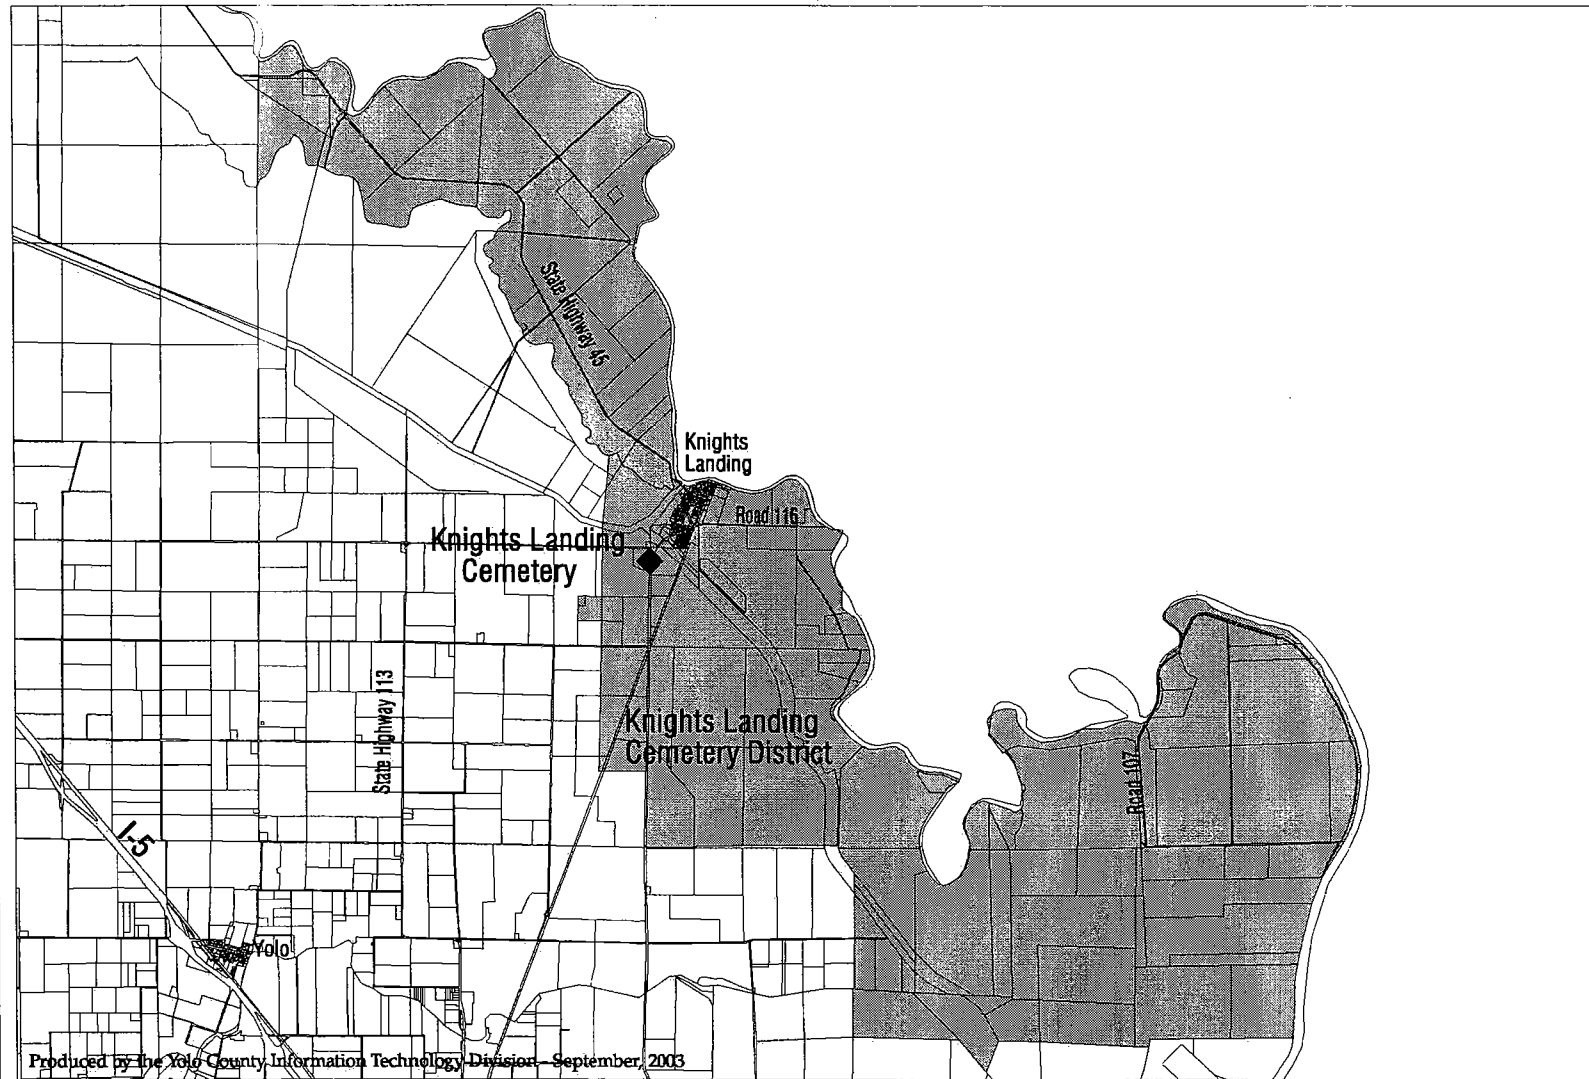 State Highway 45
Knights
Landing
Road 116
Knights Landing
Cemetery
State Highway 113
Knights Landing
Cemetery District
Road 107
I-5
Yolo
Produced by the Yolo County Information Technology Division - September, 2003